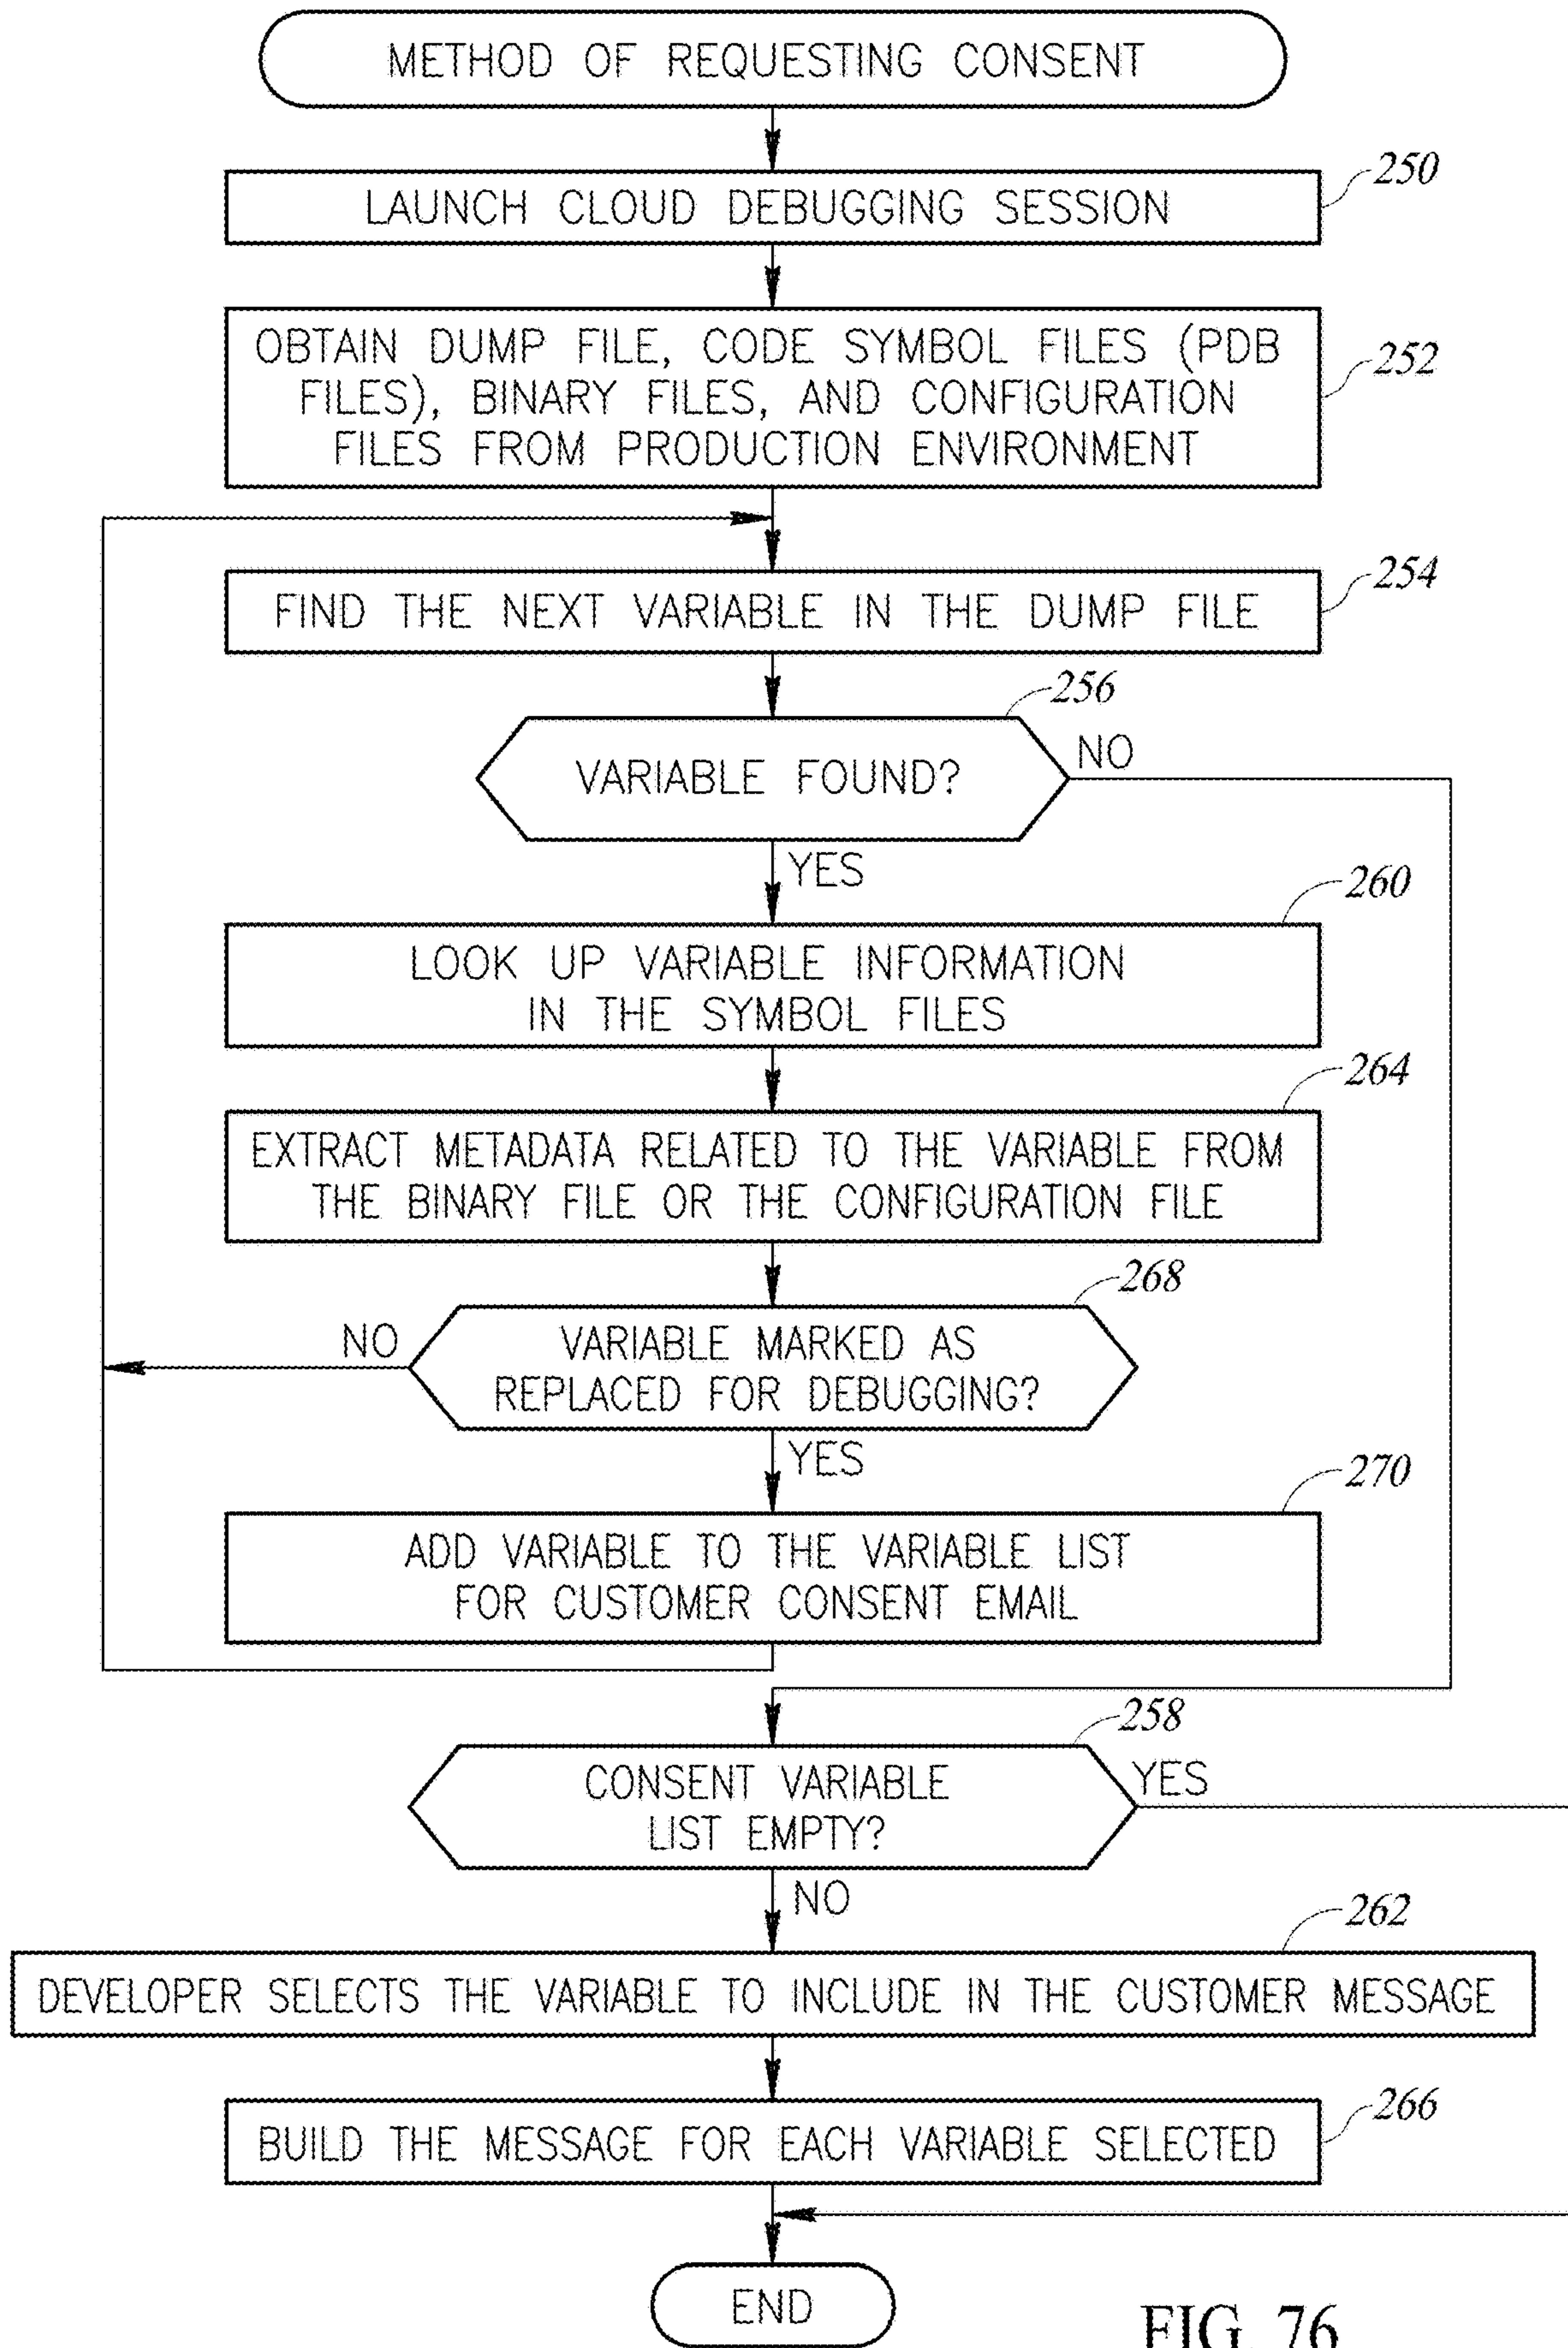 METHOD OF REQUESTING CONSENT
250
LAUNCH CLOUD DEBUGGING SESSION
252
OBTAIN DUMP FILE, CODE SYMBOL FILES (PDB
FILES), BINARY FILES, AND CONFIGURATION
FILES FROM PRODUCTION ENVIRONMENT
254
FIND THE NEXT VARIABLE IN THE DUMP FILE
256
VARIABLE FOUND?
NO
YES
260
LOOK UP VARIABLE INFORMATION
IN THE SYMBOL FILES
264
EXTRACT METADATA RELATED TO THE VARIABLE FROM
THE BINARY FILE OR THE CONFIGURATION FILE
268
VARIABLE MARKED AS
REPLACED FOR DEBUGGING?
NO
YES
270
ADD VARIABLE TO THE VARIABLE LIST
FOR CUSTOMER CONSENT EMAIL
258
CONSENT VARIABLE
LIST EMPTY?
YES
NO
262
DEVELOPER SELECTS THE VARIABLE TO INCLUDE IN THE CUSTOMER MESSAGE
266
BUILD THE MESSAGE FOR EACH VARIABLE SELECTED
END
FIG. 76